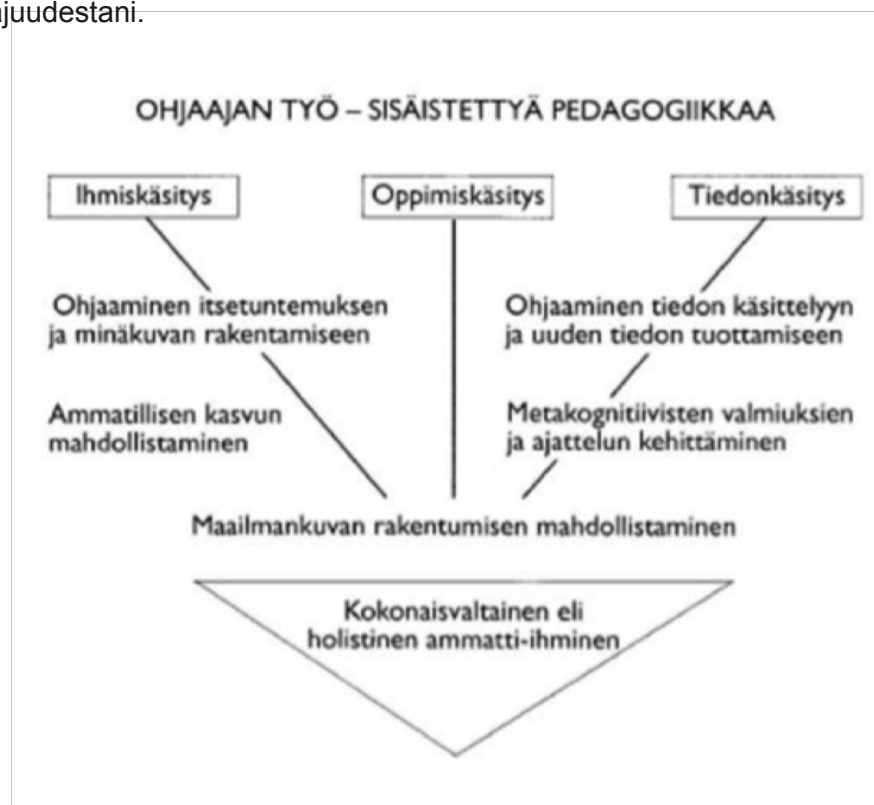 ajuudestani.
OHJAAJAN TYÖ – SISÄISTETTYÄ PEDAGOGIIKKAA
Ihmiskäsitys
Oppimiskäsitys
Tiedonkäsitys
Ohjaaminen itsetuntemuksen
ja minäkuvan rakentamiseen
Ohjaaminen tiedon käsittelyyn
ja uuden tiedon tuottamiseen
Ammatillisen kasvun
mahdollistaminen
Metakognitiivisten valmiuksien
ja ajattelun kehittäminen
Maailmankuvan rakentumisen mahdollistaminen
Kokonaisvaltainen eli
holistinen ammatti-ihminen